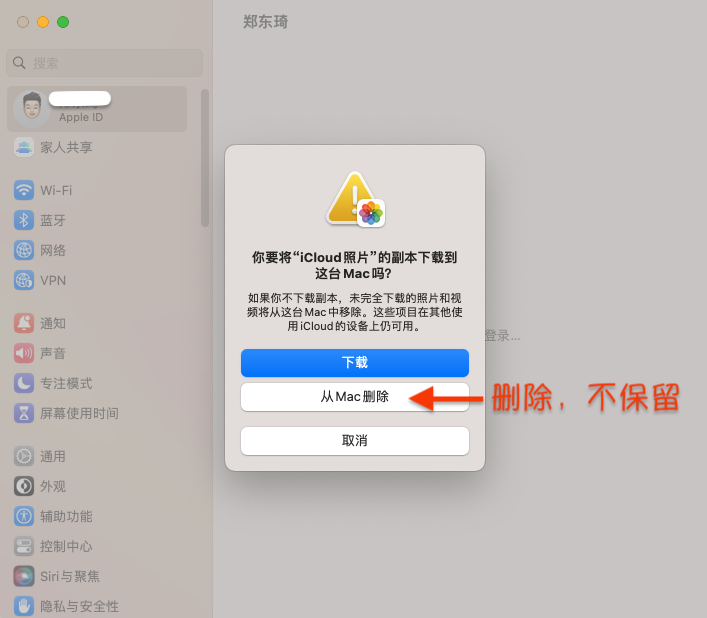 郑东琦
搜索
Apple ID
家人共享
Wi-Fi
蓝牙
网络
VPN
通知
声音
专注模式
屏幕使用时间
通用
外观
辅助功能
控制中心
Siri与聚焦
隐私与安全性
你要将“iCloud照片”的副本下载到
这台Mac吗?
如果你不下载副本，未完全下载的照片和视
频将从这台Mac中移除。这些项目在其他使
用iCloud的设备上仍可用。
下载
从Mac删除
取消
登录...
删除，不保留